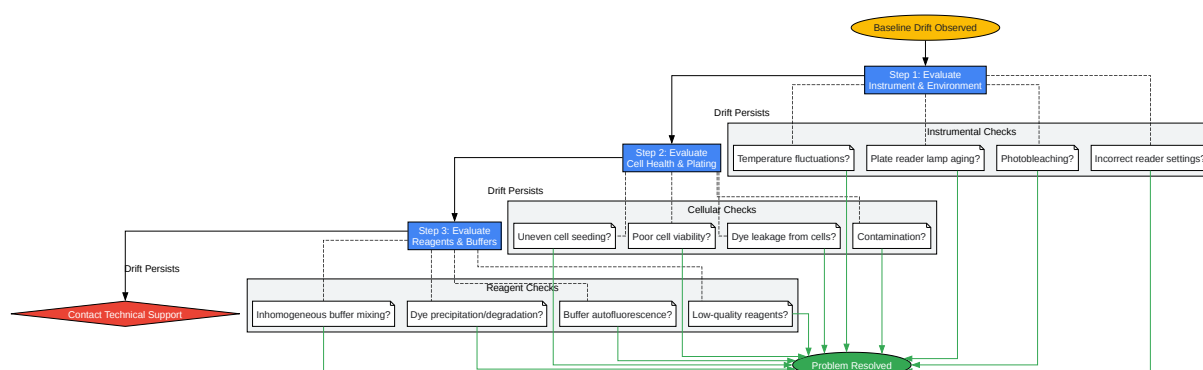 Baseline Drift Observed
Step 1: Evaluate
Instrument & Environment
Drift Persists
Instrumental Checks
Temperature fluctuations?
Plate reader lamp aging?
Photobleaching?
Incorrect reader settings?
Step 2: Evaluate
Cell Health & Plating
Drift Persists
Cellular Checks
Uneven cell seeding?
Poor cell viability?
Dye leakage from cells?
Contamination?
Step 3: Evaluate
Reagents & Buffers
Drift Persists
Reagent Checks
Contact Technical Support
Inhomogeneous buffer mixing?
Dye precipitation/degradation?
Buffer autofluorescence?
Low-quality reagents?
Problem Resolved